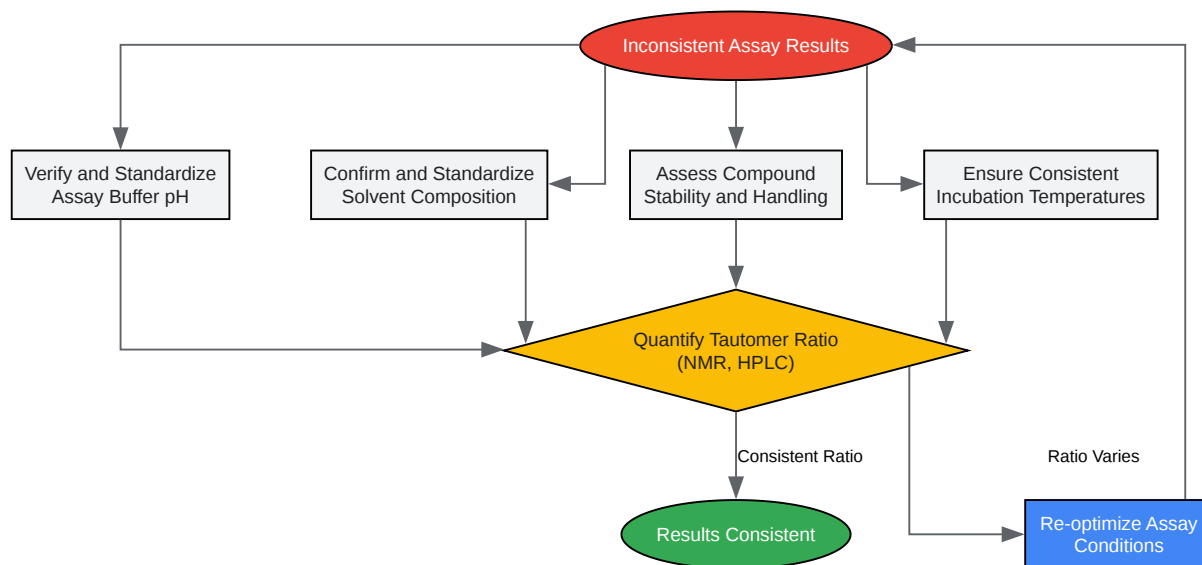 Inconsistent Assay Results
Verify and Standardize
Assay Buffer pH
Confirm and Standardize
Solvent Composition
Assess Compound
Stability and Handling
Ensure Consistent
Incubation Temperatures
Quantify Tautomer Ratio
(NMR, HPLC)
Consistent Ratio
Ratio Varies
Results Consistent
Re-optimize Assay
Conditions